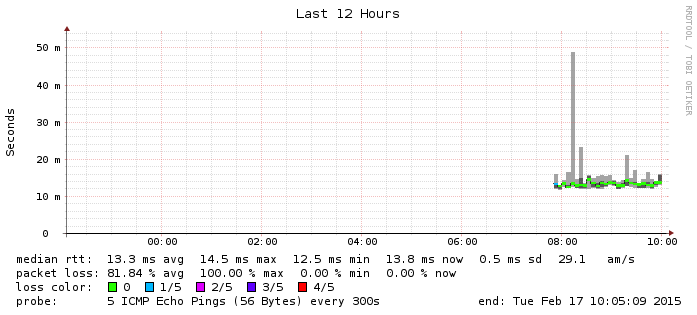 Last 12 Hours
RRDTOOL / TOBI OETIKER
Seconds
50 m
40 m
30 m
20 m
10 m
0
00:00 02:00 04:00 06:00 08:00 10:00
median rtt: 13.3 ms avg 14.5 ms max 12.5 ms min 13.8 ms now 0.5 ms sd 29.1 am/s
packet loss: 81.84 % avg 100.00 % max 0.00 % min 0.00 % now
loss color: 0 1/5 2/5 3/5 4/5
probe: 5 ICMP Echo Pings (56 Bytes) every 300s end: Tue Feb 17 10:05:09 2015